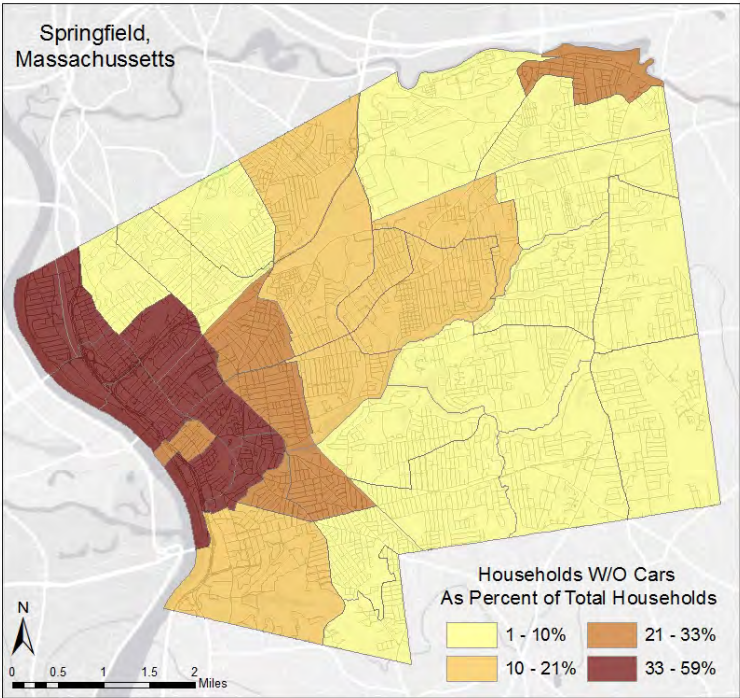 Springfield,
Massachussetts
Households W/O Cars
As Percent of Total Households
1 - 10%
21 - 33%
10 - 21%
33 - 59%
N
0 0.5 1 1.5 2
Miles